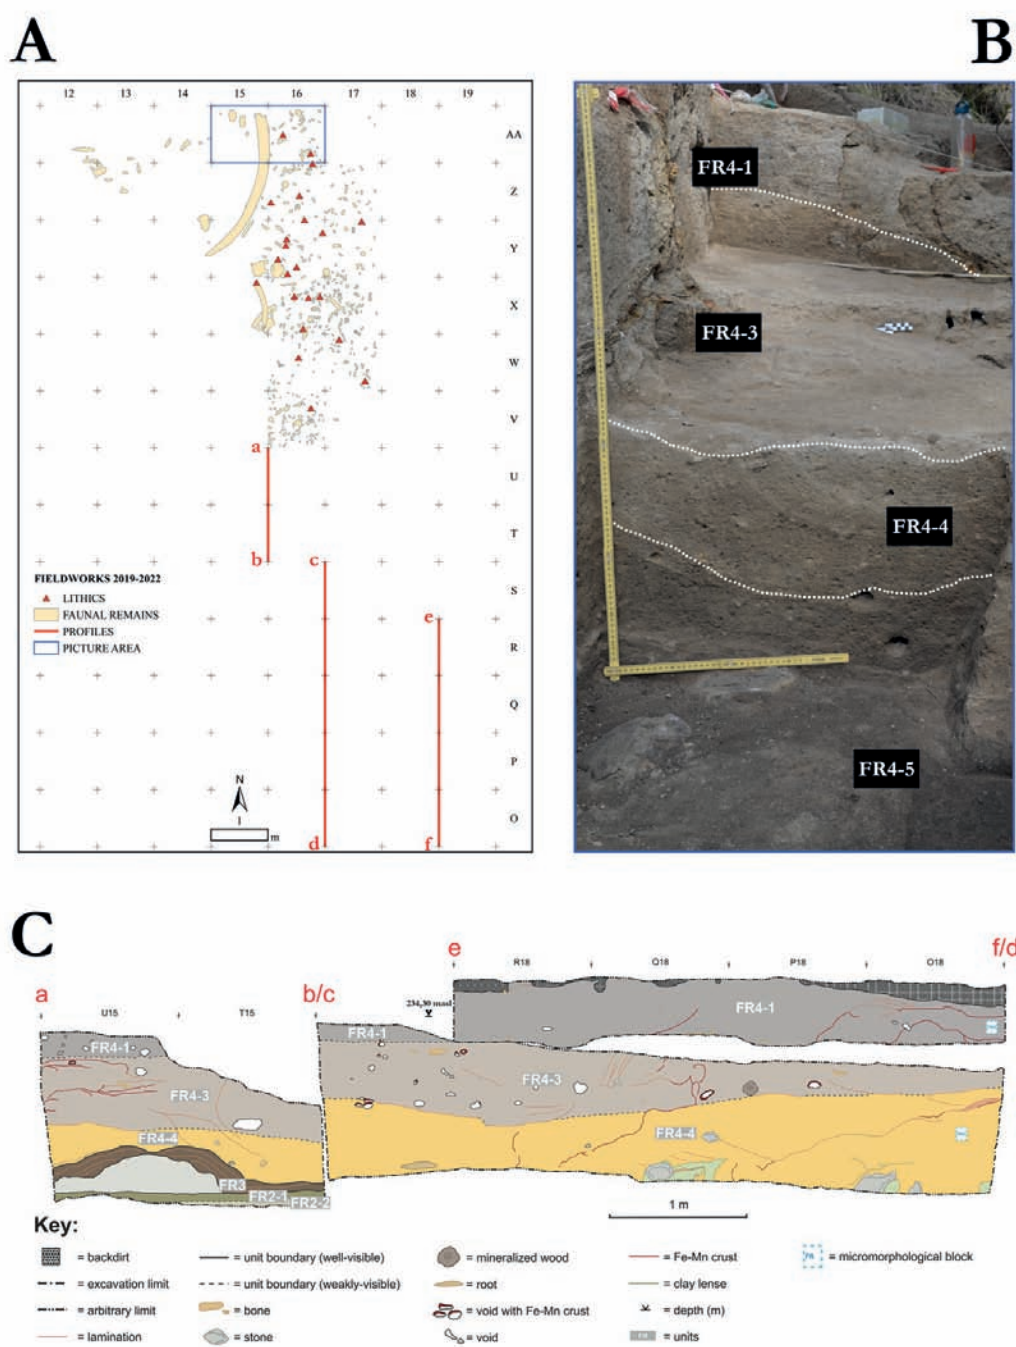 A
B
12 13 14 15 16 17 18 19
AA
Z
Y
X
W
V
a
U
T
b c
FIELDWORKS 2019-2022
LITHICS
FAUNAL REMAINS
PROFILES
PICTURE AREA
S
e
R
Q
P
N
O
1
m
d f
FR4-1
FR4-3
FR4-4
FR4-5
C
e f/d
R18 Q18 P18 O18
a b/c
U15 T15
234,30 masl
FR4-1
FR4-1
FR4-1
FR4-3
FR4-3
FR4-4
FR4-4
FR3
FR2-1
FR2-2
1 m
Key:
= backdirt
= unit boundary (well-visible)
= mineralized wood
= Fe-Mn crust
= micromorphological block
= excavation limit
= unit boundary (weakly-visible)
= root
= clay lense
= arbitrary limit
= bone
= void with Fe-Mn crust
= depth (m)
= lamination
= stone
= void
= units